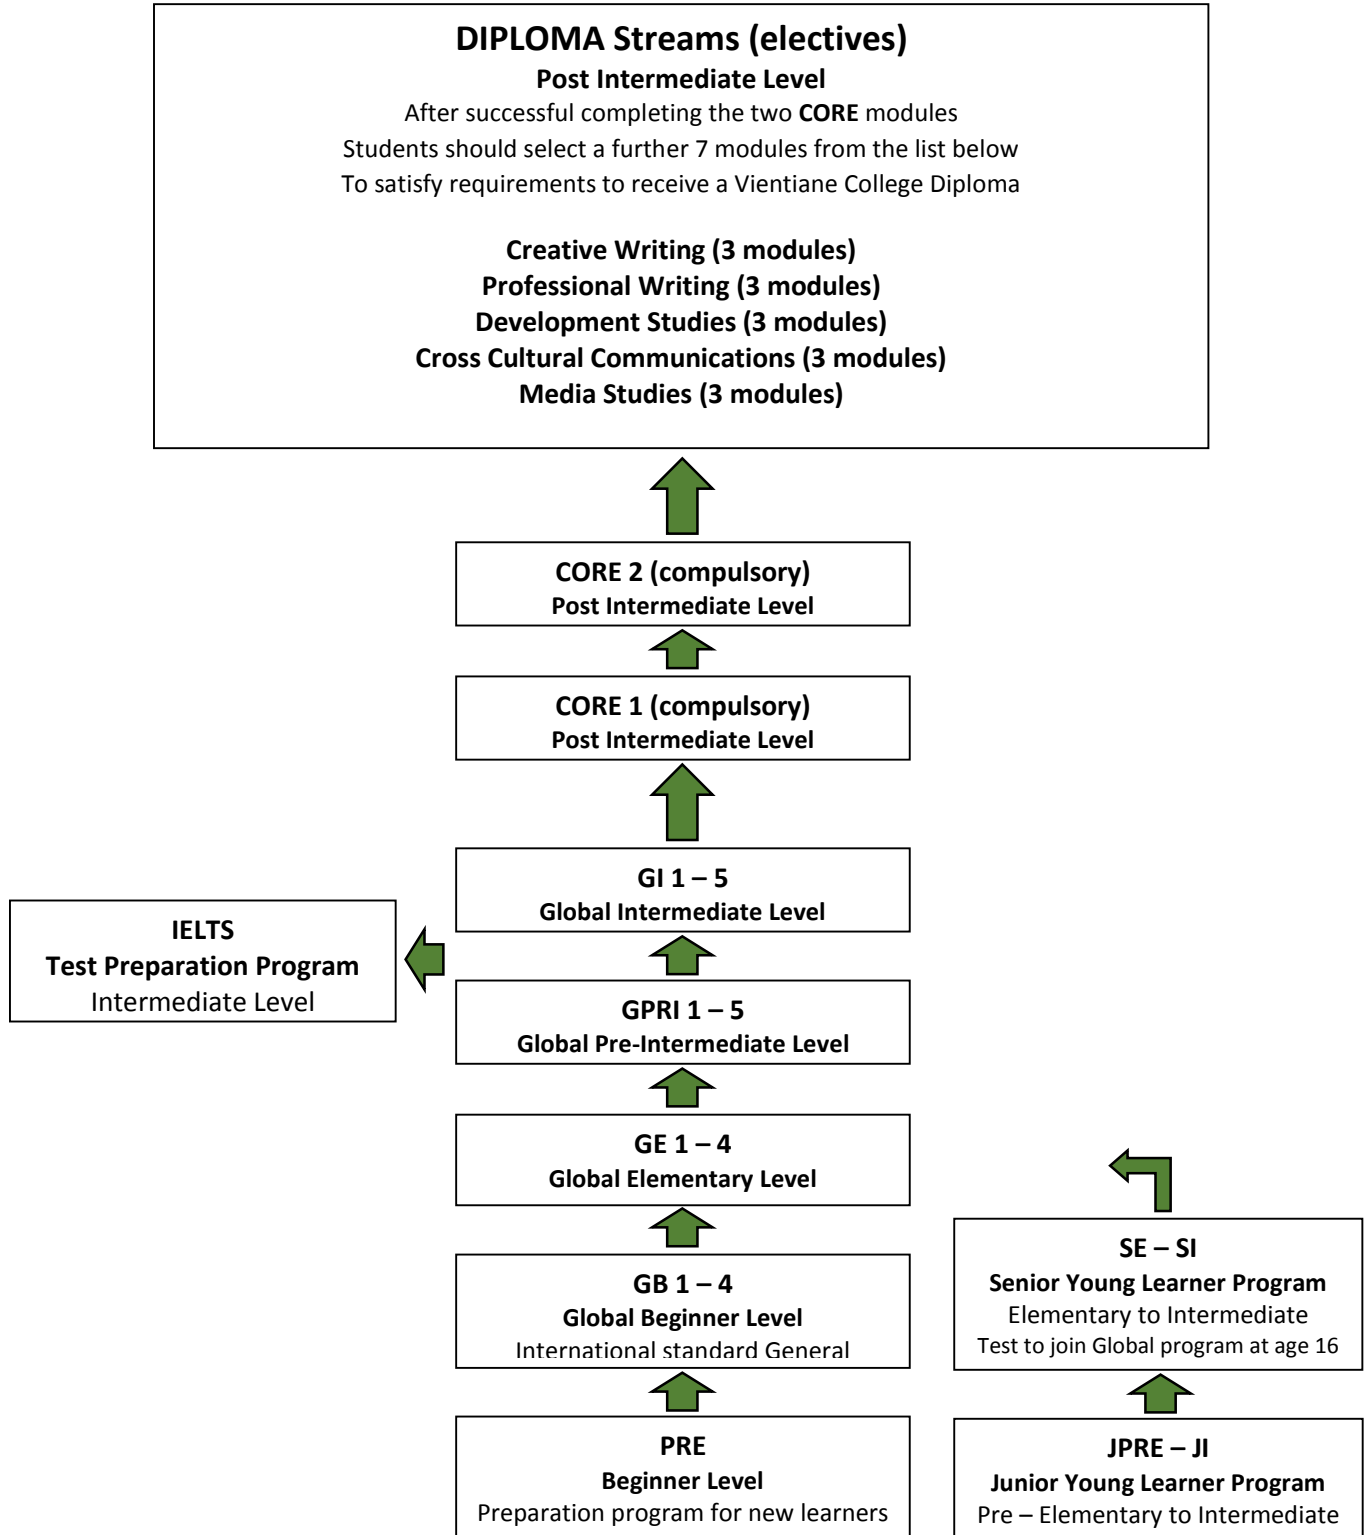 DIPLOMA Streams (electives)
Post Intermediate Level
After successful completing the two CORE modules
Students should select a further 7 modules from the list below
To satisfy requirements to receive a Vientiane College Diploma
Creative Writing (3 modules)
Professional Writing (3 modules)
Development Studies (3 modules)
Cross Cultural Communications (3 modules)
Media Studies (3 modules)
CORE 2 (compulsory)
Post Intermediate Level
CORE 1 (compulsory)
Post Intermediate Level
GI 1 – 5
Global Intermediate Level
IELTS
Test Preparation Program
Intermediate Level
GPRI 1 – 5
Global Pre-Intermediate Level
GE 1 – 4
Global Elementary Level
GB 1 – 4
Global Beginner Level
International standard General
SE – SI
Senior Young Learner Program
Elementary to Intermediate
Test to join Global program at age 16
PRE
Beginner Level
Preparation program for new learners
JPRE – JI
Junior Young Learner Program
Pre – Elementary to Intermediate